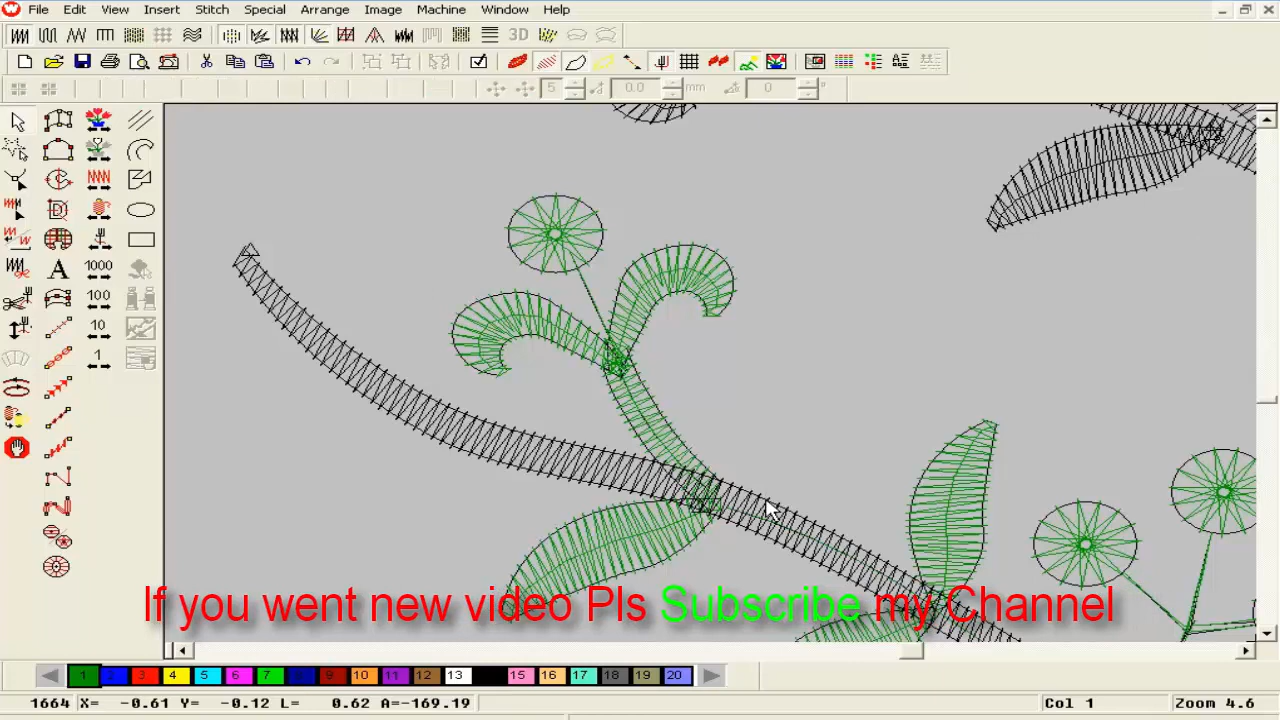 File Edit View Insert Stitch Special Arrange Image Machine Window Help
3D
5 0.0 mm 0 °
A 1000
100
10
1
If you went new video Pls Subscribe my Channel
1 2 3 4 5 6 7 8 9 10 11 12 13 15 16 17 18 19 20
1664 X= -0.61 Y= -0.12 L= 0.62 A=-169.19 Col 1 Zoom 4.6